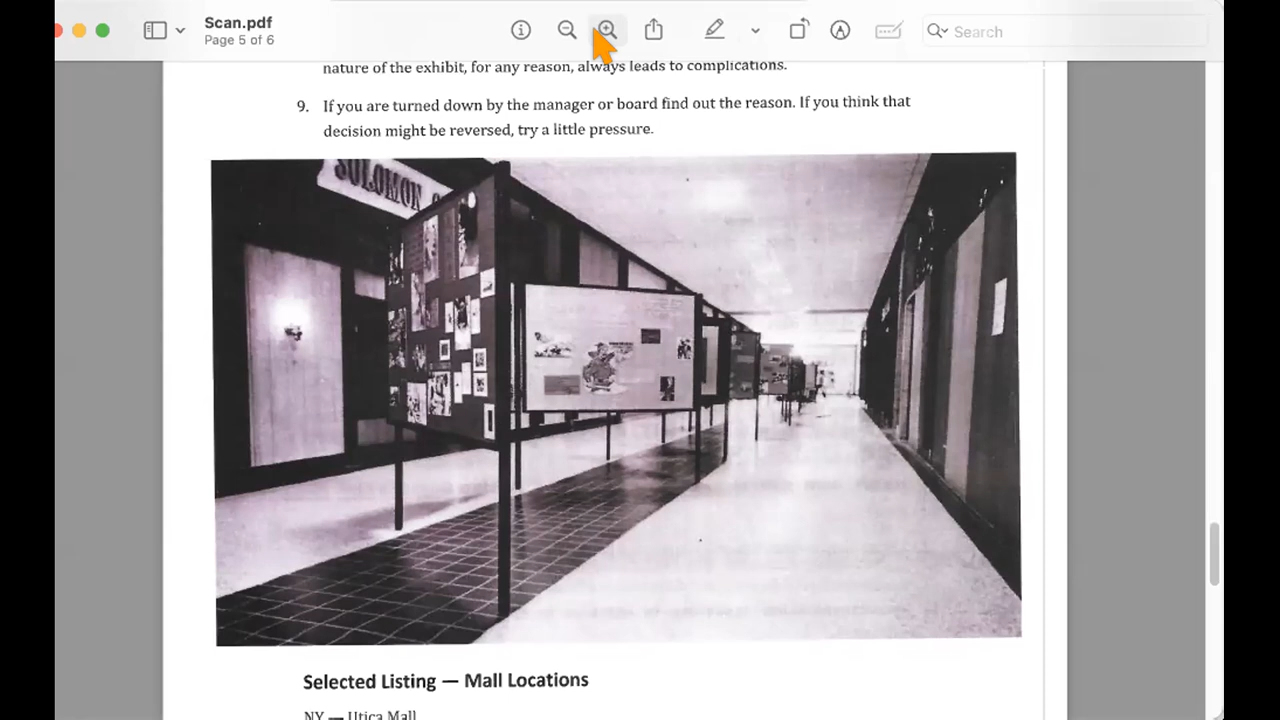 Scan.pdf
Page 5 of 6
Search
nature of the exhibit, for any reason, always leads to complications.
9. If you are turned down by the manager or board find out the reason. If you think that
decision might be reversed, try a little pressure.
SOLOMON
Selected Listing — Mall Locations
NY — Utica Mall